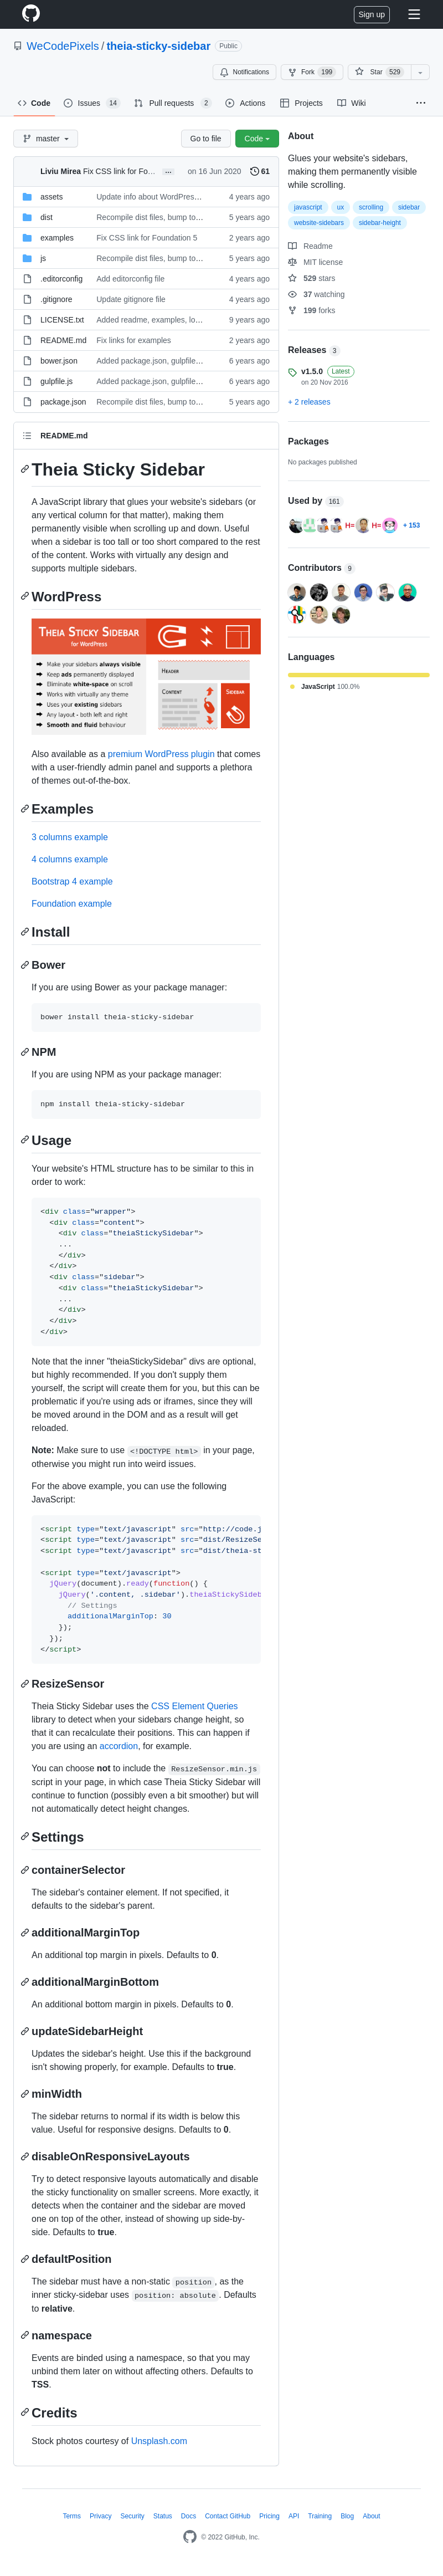 Sign up
WeCodePixels / theia-sticky-sidebar Public
Notifications
Fork 199
Star 529
Code
Issues 14
Pull requests 2
Actions
Projects
Wiki
master
Go to file
Code
Liviu Mirea Fix CSS link for Fo… ... on 16 Jun 2020 61
assets Update info about WordPres… 4 years ago
dist Recompile dist files, bump to… 5 years ago
examples Fix CSS link for Foundation 5 2 years ago
js Recompile dist files, bump to… 5 years ago
.editorconfig Add editorconfig file 4 years ago
.gitignore Update gitignore file 4 years ago
LICENSE.txt Added readme, examples, lo… 9 years ago
README.md Fix links for examples 2 years ago
bower.json Added package.json, gulpfile… 6 years ago
gulpfile.js Added package.json, gulpfile… 6 years ago
package.json Recompile dist files, bump to… 5 years ago
README.md
Theia Sticky Sidebar
A JavaScript library that glues your website's sidebars (or
any vertical column for that matter), making them
permanently visible when scrolling up and down. Useful
when a sidebar is too tall or too short compared to the rest
of the content. Works with virtually any design and
supports multiple sidebars.
WordPress
THEIA STICKY SIDEBAR
for WordPress
Make your sidebars always visible
Keep ads permanently displayed
Eliminate white-space on scroll
Works with virtually any theme
Uses your existing sidebars
Any layout - both left and right
Smooth and fluid behaviour
HEADER
Content
Sidebar
Also available as a premium WordPress plugin that comes
with a user-friendly admin panel and supports a plethora
of themes out-of-the-box.
Examples
3 columns example
4 columns example
Bootstrap 4 example
Foundation example
Install
Bower
If you are using Bower as your package manager:
bower install theia-sticky-sidebar
NPM
If you are using NPM as your package manager:
npm install theia-sticky-sidebar
Usage
Your website's HTML structure has to be similar to this in
order to work:
<div class="wrapper">
<div class="content">
<div class="theiaStickySidebar">
...
</div>
</div>
<div class="sidebar">
<div class="theiaStickySidebar">
...
</div>
</div>
</div>
Note that the inner "theiaStickySidebar" divs are optional,
but highly recommended. If you don't supply them
yourself, the script will create them for you, but this can be
problematic if you're using ads or iframes, since they will
be moved around in the DOM and as a result will get
reloaded.
Note: Make sure to use <!DOCTYPE html> in your page,
otherwise you might run into weird issues.
For the above example, you can use the following
JavaScript:
<script type="text/javascript" src="http://code.j
<script type="text/javascript" src="dist/ResizeSe
<script type="text/javascript" src="dist/theia-st
<script type="text/javascript">
jQuery(document).ready(function() {
jQuery('.content, .sidebar').theiaStickySideb
// Settings
additionalMarginTop: 30
});
});
</script>
ResizeSensor
Theia Sticky Sidebar uses the CSS Element Queries
library to detect when your sidebars change height, so
that it can recalculate their positions. This can happen if
you are using an accordion, for example.
You can choose not to include the ResizeSensor.min.js
script in your page, in which case Theia Sticky Sidebar will
continue to function (possibly even a bit smoother) but will
not automatically detect height changes.
Settings
containerSelector
The sidebar's container element. If not specified, it
defaults to the sidebar's parent.
additionalMarginTop
An additional top margin in pixels. Defaults to 0.
additionalMarginBottom
An additional bottom margin in pixels. Defaults to 0.
updateSidebarHeight
Updates the sidebar's height. Use this if the background
isn't showing properly, for example. Defaults to true.
minWidth
The sidebar returns to normal if its width is below this
value. Useful for responsive designs. Defaults to 0.
disableOnResponsiveLayouts
Try to detect responsive layouts automatically and disable
the sticky functionality on smaller screens. More exactly, it
detects when the container and the sidebar are moved
one on top of the other, instead of showing up side-by-
side. Defaults to true.
defaultPosition
The sidebar must have a non-static position, as the
inner sticky-sidebar uses position: absolute. Defaults
to relative.
namespace
Events are binded using a namespace, so that you may
unbind them later on without affecting others. Defaults to
TSS.
Credits
Stock photos courtesy of Unsplash.com
About
Glues your website's sidebars,
making them permanently visible
while scrolling.
javascript ux scrolling sidebar
website-sidebars sidebar-height
Readme
MIT license
529 stars
37 watching
199 forks
Releases 3
v1.5.0 Latest
on 20 Nov 2016
+ 2 releases
Packages
No packages published
Used by 161
H= H= + 153
Contributors 9
Languages
JavaScript 100.0%
Terms Privacy Security Status Docs Contact GitHub Pricing API Training Blog About
© 2022 GitHub, Inc.